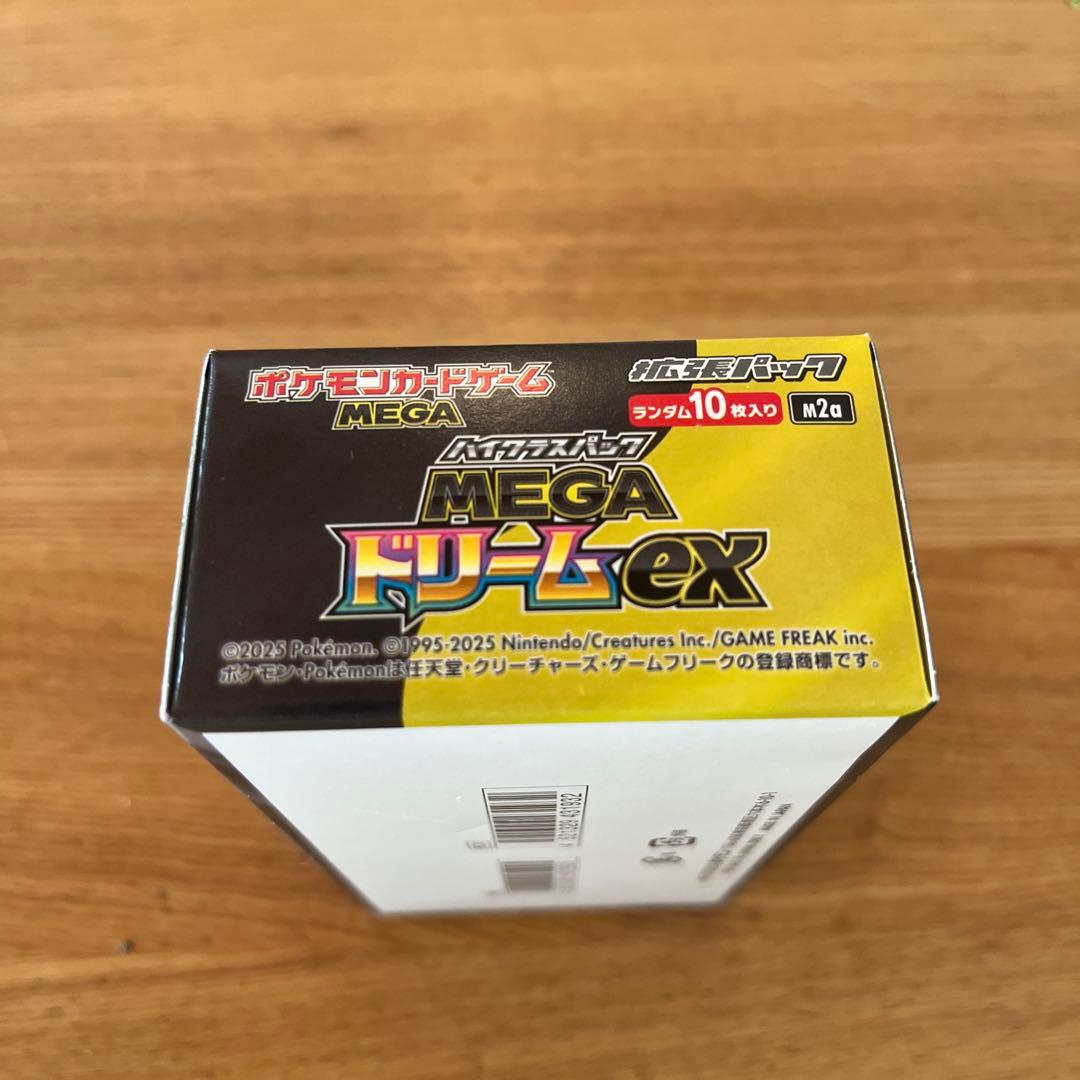 ポケモンカードゲーム
MEGA
拡張パック
ランダム10枚入り
M2a
ハイクラスパック
MEGA
ドリームex
©2025 Pokémon. ©1995-2025 Nintendo/Creatures Inc./GAME FREAK inc.
ポケモン・Pokémonは任天堂・クリーチャーズ・ゲームフリークの登録商標です。
4 521329 431932